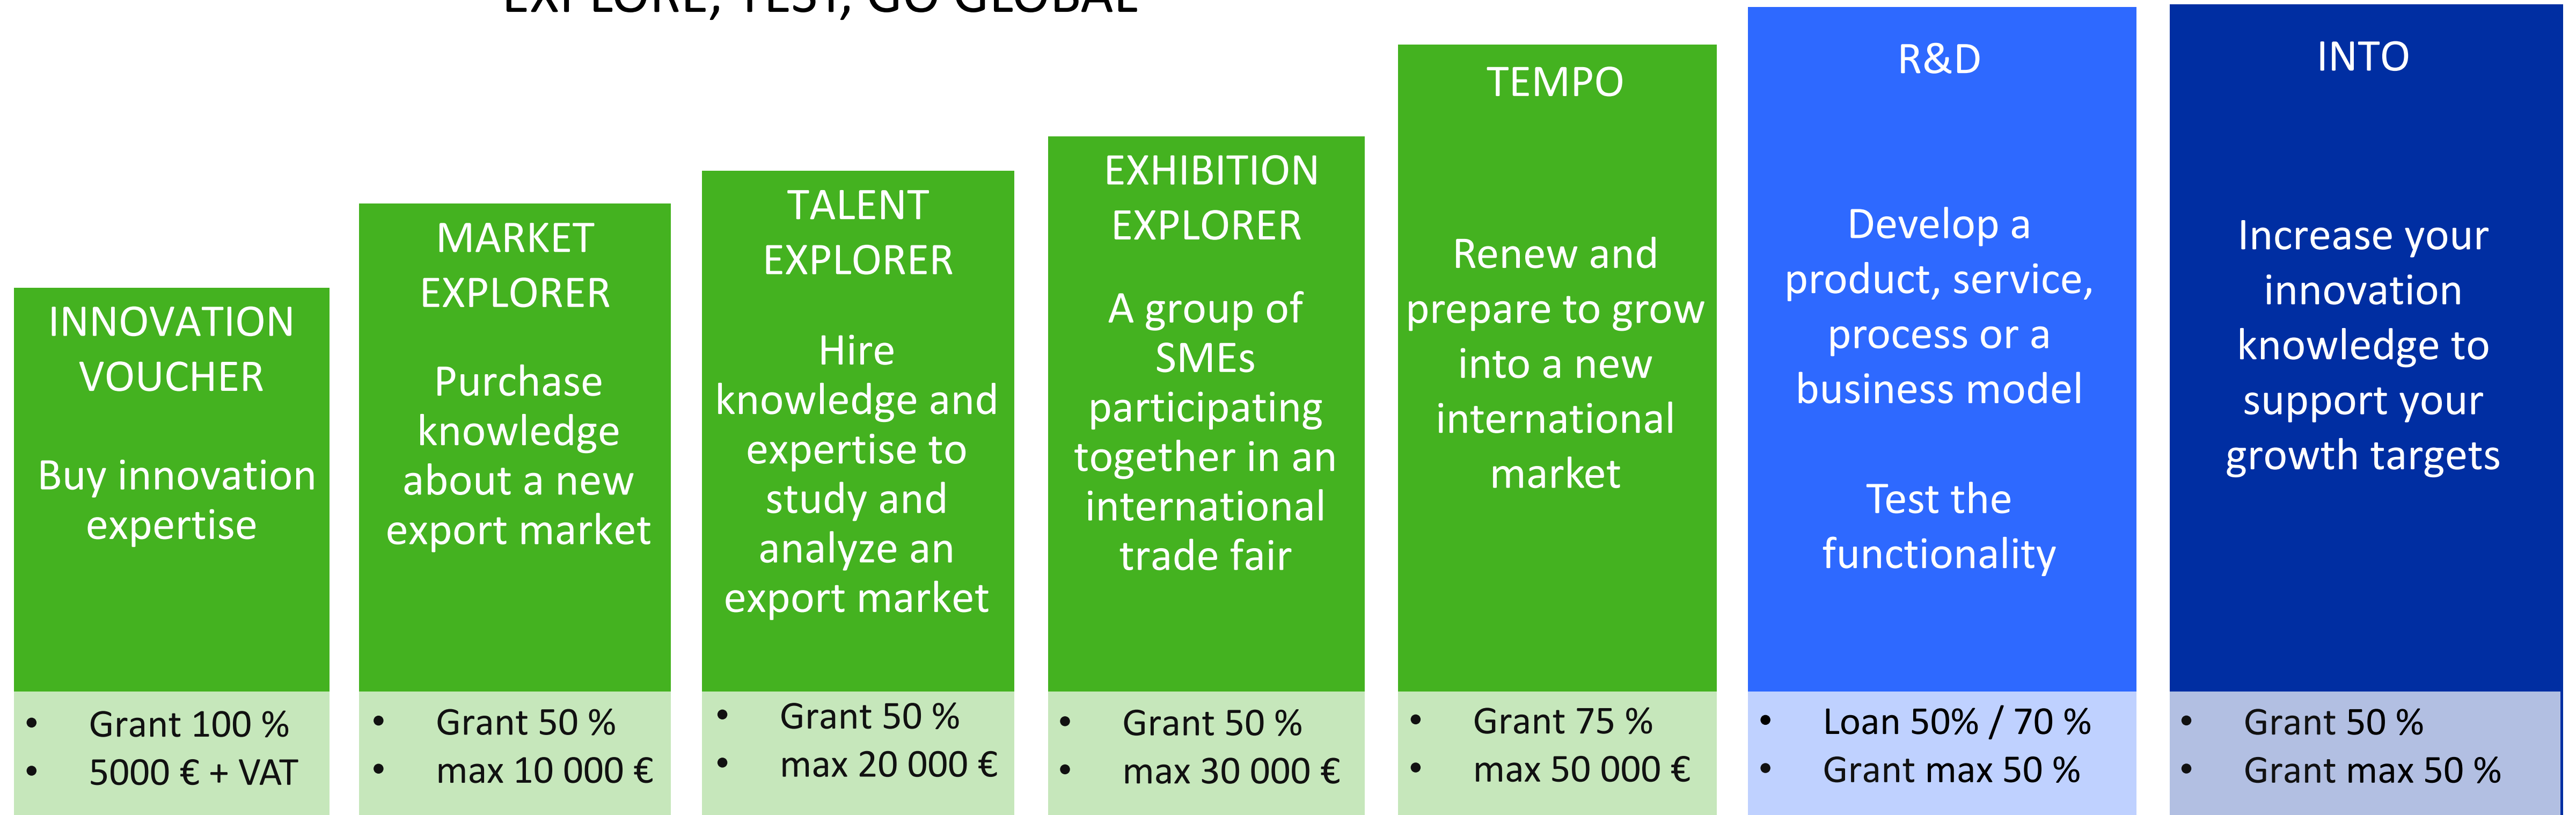 EXPLORE, TEST, GO GLOBAL
INNOVATION
VOUCHER
Buy innovation
expertise
• Grant 100 %
• 5000 € + VAT
MARKET
EXPLORER
Purchase
knowledge
about a new
export market
• Grant 50 %
• max 10 000 €
TALENT
EXPLORER
Hire
knowledge and
expertise to
study and
analyze an
export market
• Grant 50 %
• max 20 000 €
EXHIBITION
EXPLORER
A group of
SMEs
participating
together in an
international
trade fair
• Grant 50 %
• max 30 000 €
TEMPO
Renew and
prepare to grow
into a new
international
market
• Grant 75 %
• max 50 000 €
R&D
Develop a
product, service,
process or a
business model
Test the
functionality
• Loan 50% / 70 %
• Grant max 50 %
INTO
Increase your
innovation
knowledge to
support your
growth targets
• Grant 50 %
• Grant max 50 %